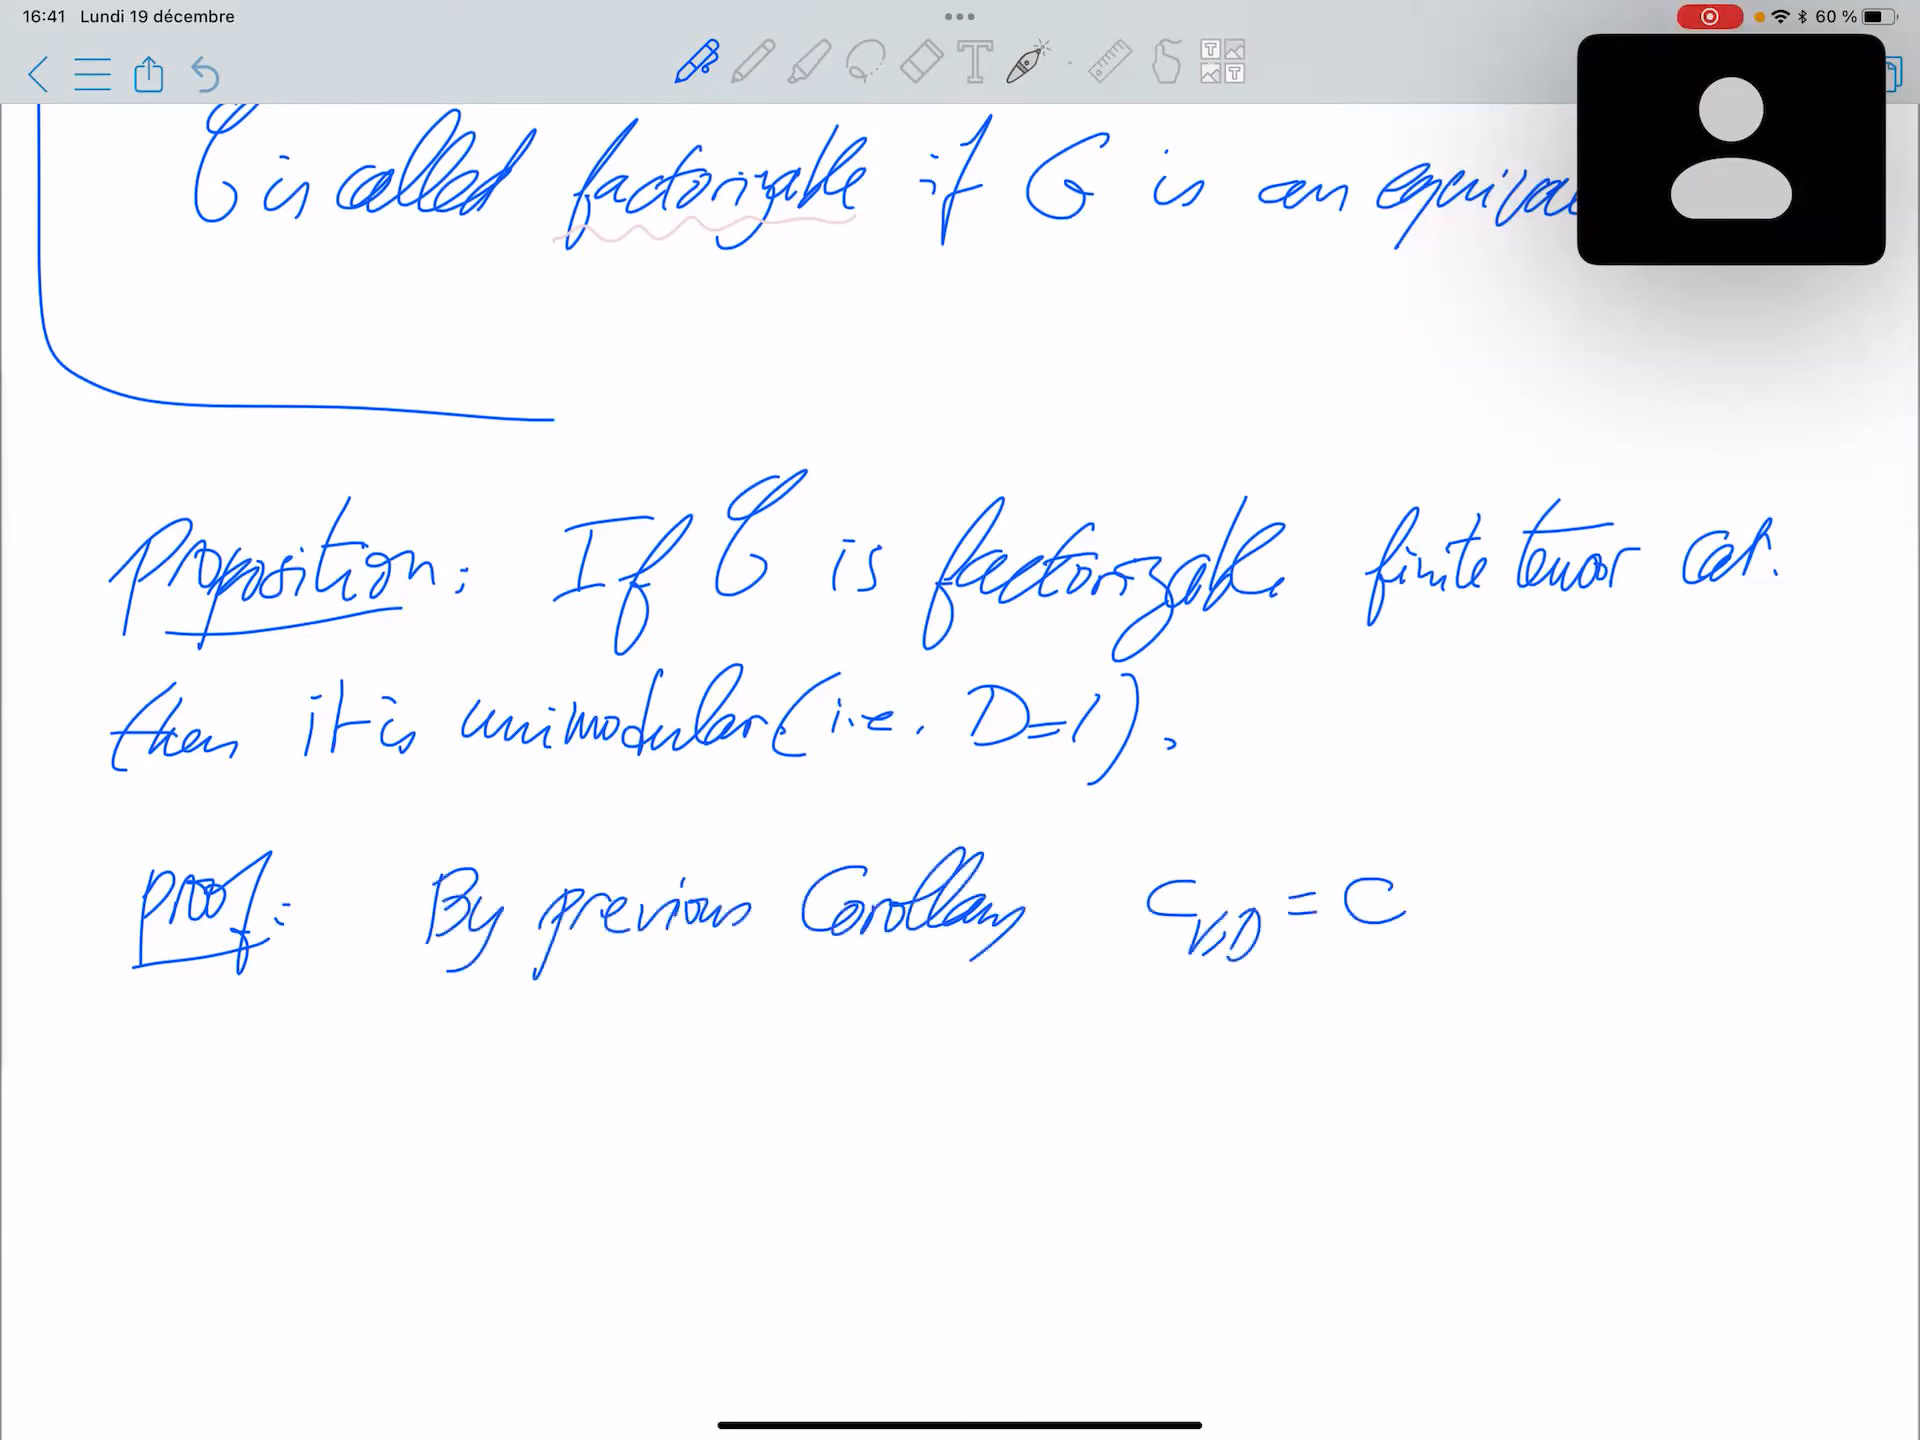 16:41 Lundi 19 décembre
60 %
𝒞 is called factorizable if G is an
Proposition: If 𝒞 is factorizable finite tensor cat.
then it is unimodular (i.e. D=1).
Proof: By previous Corollary C_{V,D} = C